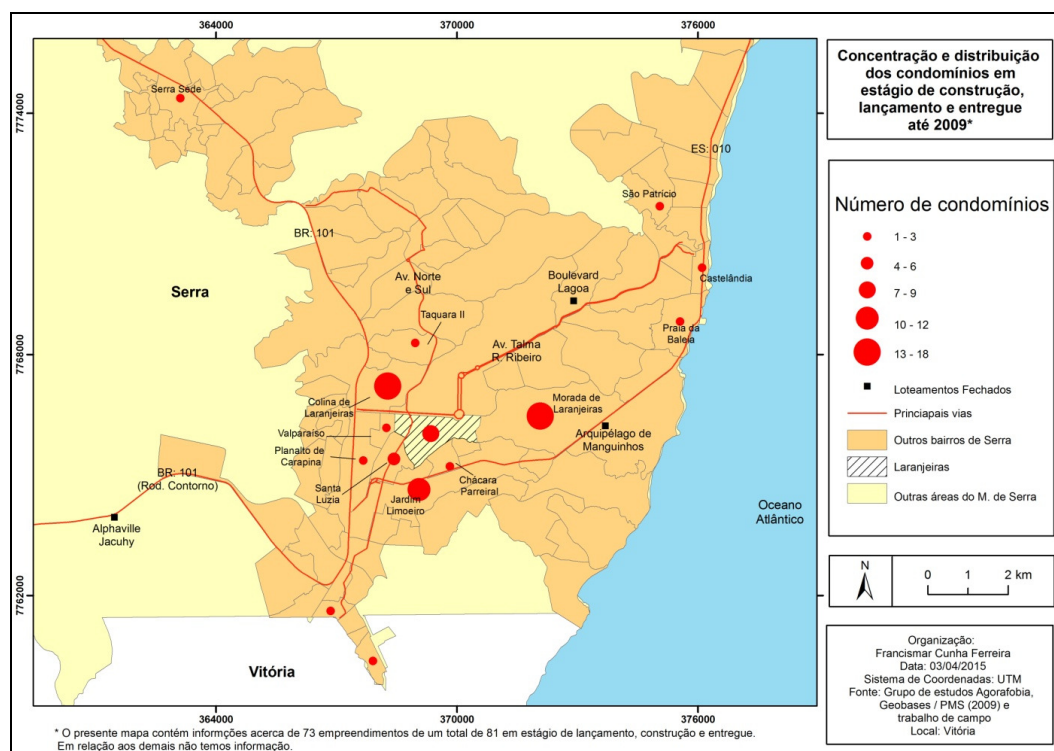 364000
370000
376000
7774000
7768000
7762000
364000
370000
376000
Serra Sede
ES: 010
São Patrício
BR: 101
Castelândia
Av. Norte
e Sul
Boulevard
Lagoa
Serra
Taquara II
Praia da
Baleia
Av. Talma
R. Ribeiro
Colina de
Laranjeiras
Morada de
Laranjeiras
Valparaíso
Arquipélago de
Manguinhos
Planalto de
Carapina
BR: 101
(Rod. Contorno)
Santa
Luzia
Chácara
Parreiral
Jardim
Limoeiro
Oceano
Atlântico
Alphaville
Jacuhy
Vitória
* O presente mapa contém informções acerca de 73 empreendimentos de um total de 81 em estágio de lançamento, construção e entregue.
Em relação aos demais não temos informação.
Concentração e distribuição
dos condomínios em
estágio de construção,
lançamento e entregue
até 2009*
Número de condomínios
1 - 3
4 - 6
7 - 9
10 - 12
13 - 18
Loteamentos Fechados
Princiapais vias
Outros bairros de Serra
Laranjeiras
Outras áreas do M. de Serra
N
0 1 2 km
Organização:
Francismar Cunha Ferreira
Data: 03/04/2015
Sistema de Coordenadas: UTM
Fonte: Grupo de estudos Agorafobia,
Geobases / PMS (2009) e
trabalho de campo
Local: Vitória